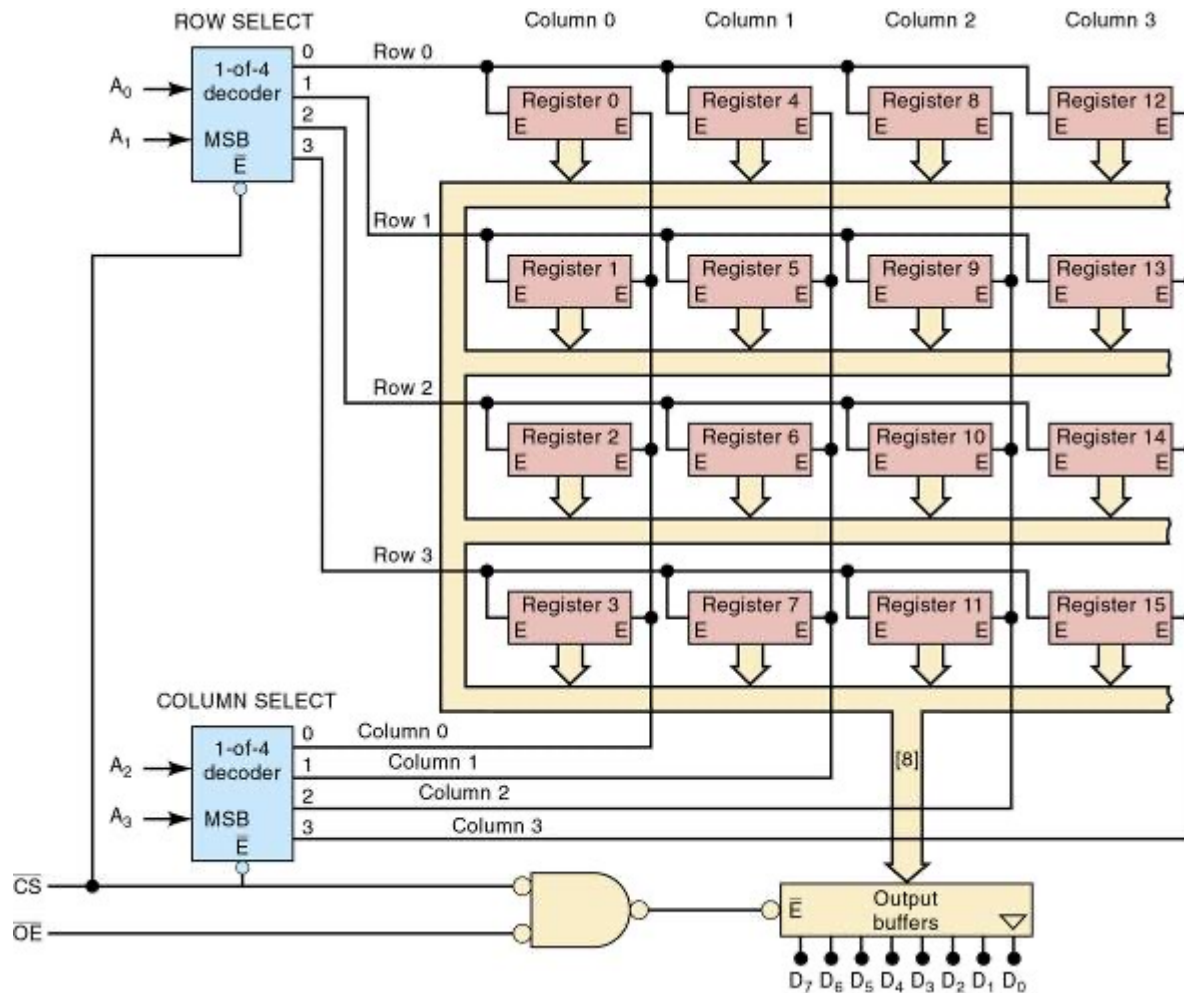 ROW SELECT
Column 0 Column 1 Column 2 Column 3
0 Row 0
1-of-4
decoder
A₀
1
2
3
A₁ MSB
E̅
Register 0 Register 4 Register 8 Register 12
E E E E E E E E
Row 1
Register 1 Register 5 Register 9 Register 13
E E E E E E E E
Row 2
Register 2 Register 6 Register 10 Register 14
E E E E E E E E
Row 3
Register 3 Register 7 Register 11 Register 15
E E E E E E E E
COLUMN SELECT
0 Column 0
1-of-4
decoder
A₂
1 Column 1
2 Column 2
A₃ MSB
3 Column 3
E̅
[8]
C̅S̅
O̅E̅
E̅ Output
buffers
D₇ D₆ D₅ D₄ D₃ D₂ D₁ D₀